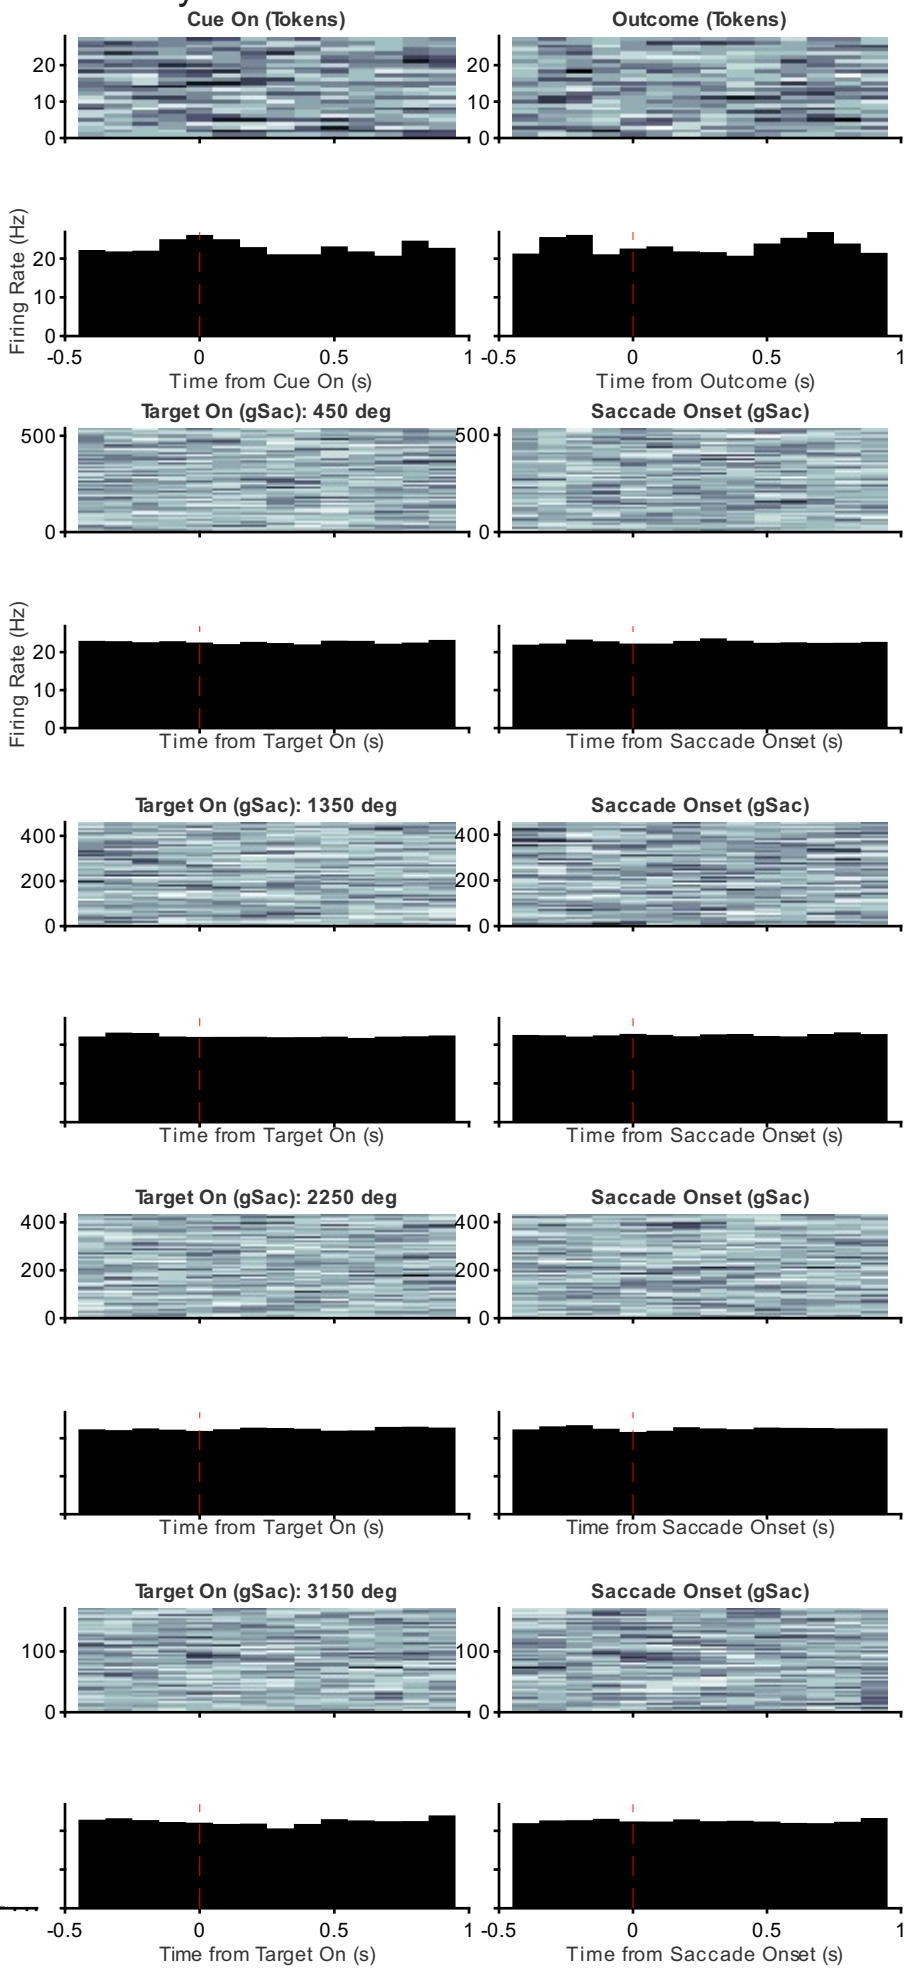 y
Cue On (Tokens) Outcome (Tokens)
20 20
10 10
0 0
Firing Rate (Hz)
20
10
0
-0.5 0 0.5 1 -0.5 0 0.5 1
Time from Cue On (s) Time from Outcome (s)
Target On (gSac): 450 deg Saccade Onset (gSac)
500 500
0 0
Firing Rate (Hz)
20
10
0
Time from Target On (s) Time from Saccade Onset (s)
Target On (gSac): 1350 deg Saccade Onset (gSac)
400 400
200 200
0 0
Time from Target On (s) Time from Saccade Onset (s)
Target On (gSac): 2250 deg Saccade Onset (gSac)
400 400
200 200
0 0
Time from Target On (s) Time from Saccade Onset (s)
Target On (gSac): 3150 deg Saccade Onset (gSac)
100 100
0 0
-0.5 0 0.5 1 -0.5 0 0.5 1
Time from Target On (s) Time from Saccade Onset (s)